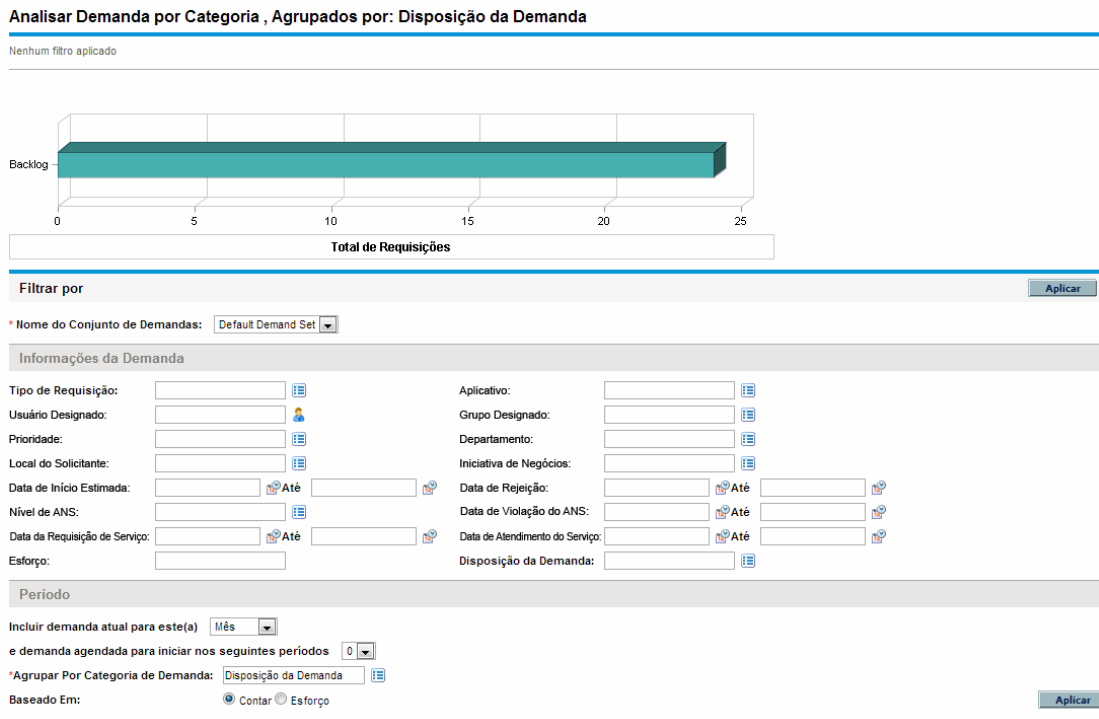 Analisar Demanda por Categoria , Agrupados por: Disposição da Demanda
Nenhum filtro aplicado
Backlog
0 5 10 15 20 25
Total de Requisições
Filtrar por Aplicar
* Nome do Conjunto de Demandas: Default Demand Set
Informações da Demanda
Tipo de Requisição: Aplicativo:
Usuário Designado: Grupo Designado:
Prioridade: Departamento:
Local do Solicitante: Iniciativa de Negócios:
Data de Início Estimada: Até Data de Rejeição: Até
Nível de ANS: Data de Violação do ANS: Até
Data da Requisição de Serviço: Até Data de Atendimento do Serviço: Até
Esforço: Disposição da Demanda:
Período
Incluir demanda atual para este(a) Mês
e demanda agendada para iniciar nos seguintes períodos 0
*Agrupar Por Categoria de Demanda: Disposição da Demanda
Baseado Em: Contar Esforço Aplicar